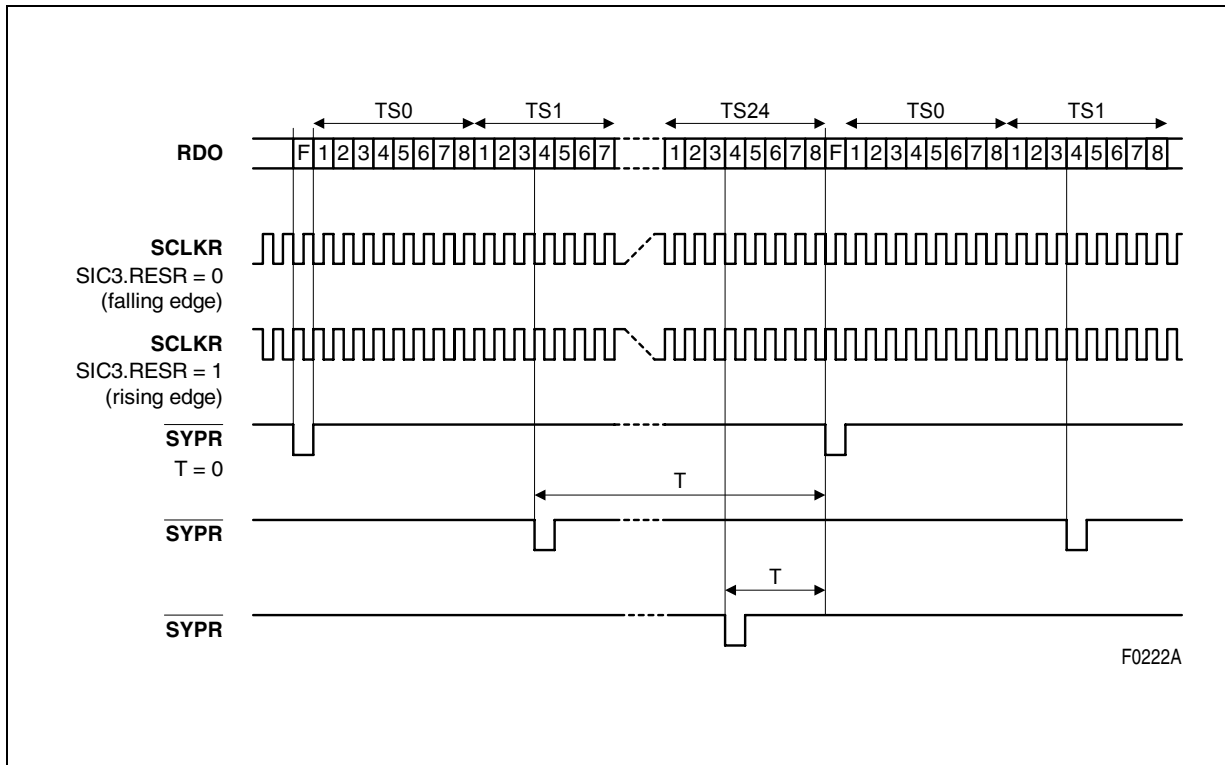 TS0 TS1 TS24 TS0 TS1
RDO F 1 2 3 4 5 6 7 8 1 2 3 4 5 6 7 1 2 3 4 5 6 7 8 F 1 2 3 4 5 6 7 8 1 2 3 4 5 6 7 8
SCLKR
SIC3.RESR = 0
(falling edge)
SCLKR
SIC3.RESR = 1
(rising edge)
SYPR
T = 0
T
SYPR
T
SYPR
F0222A